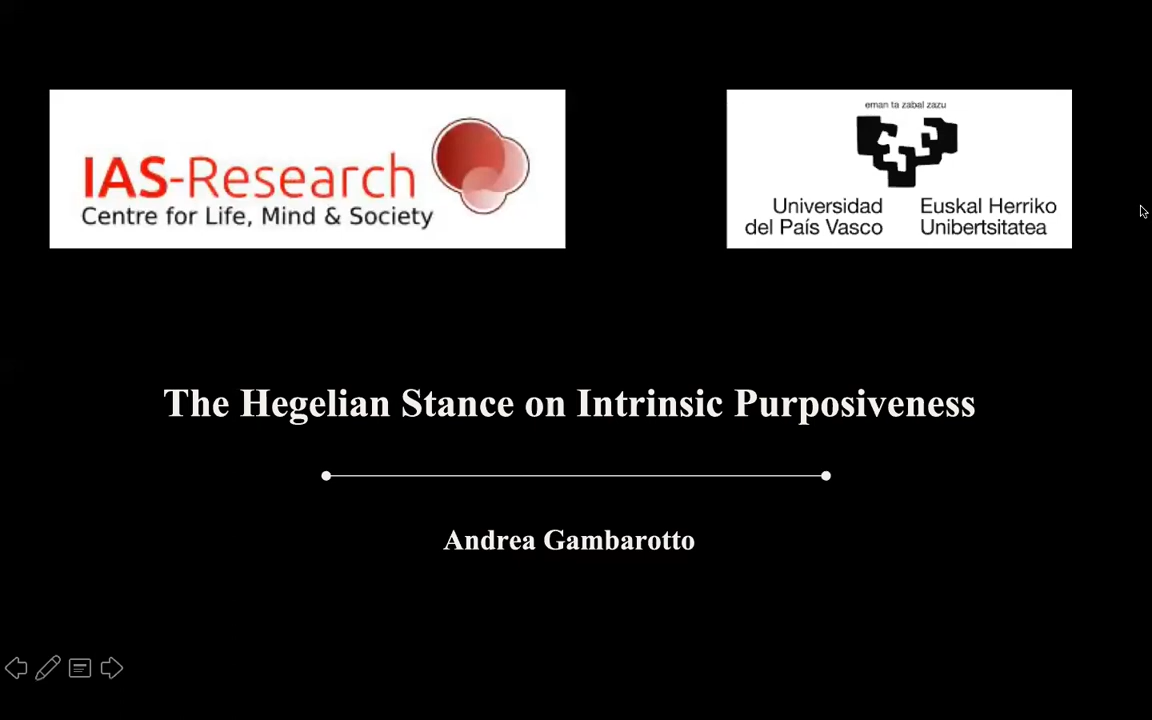 IAS-Research
Centre for Life, Mind & Society
eman ta zabal zazu
Universidad
del País Vasco
Euskal Herriko
Unibertsitatea
The Hegelian Stance on Intrinsic Purposiveness
Andrea Gambarotto